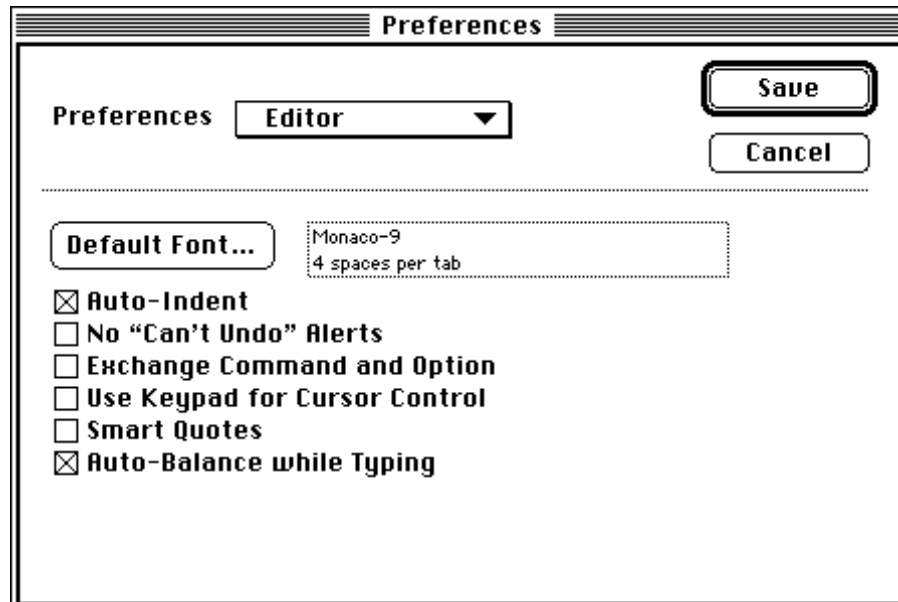 Preferences
Save
Preferences Editor
Cancel
Default Font...
Monaco-9
4 spaces per tab
Auto-Indent
No “Can’t Undo” Alerts
Exchange Command and Option
Use Keypad for Cursor Control
Smart Quotes
Auto-Balance while Typing